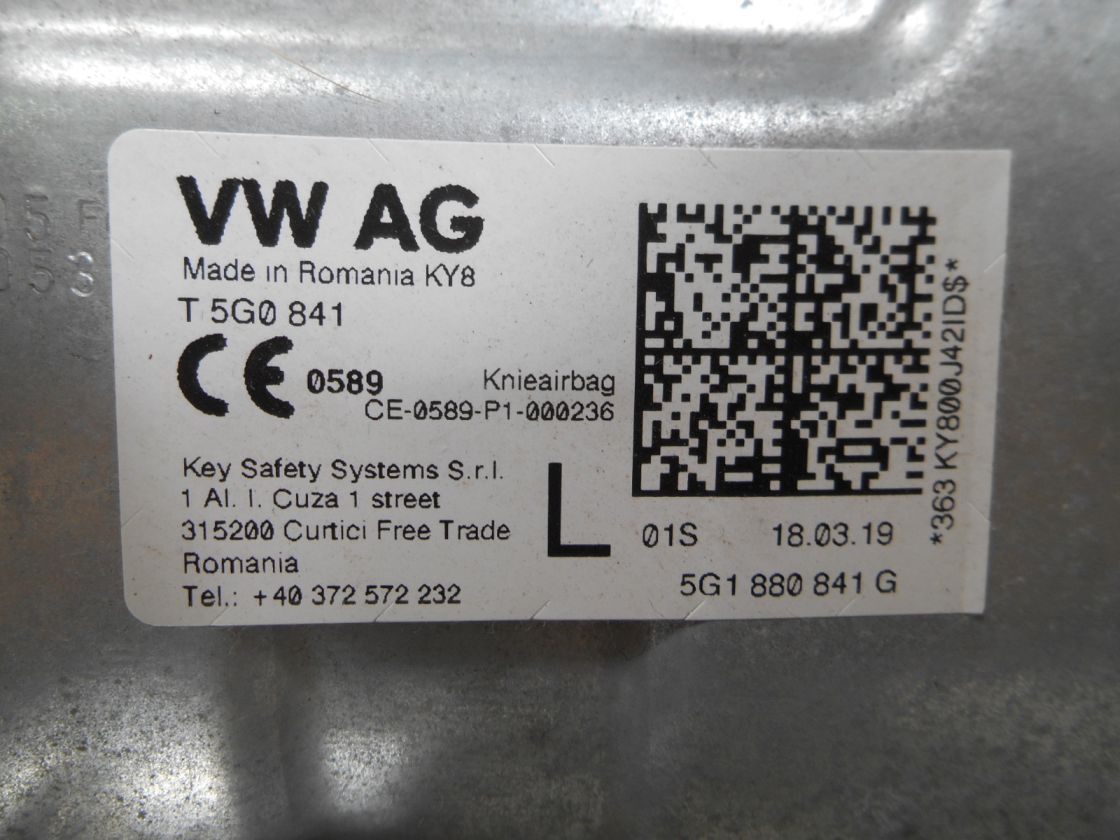 VW AG
Made in Romania KY8
T 5G0 841
CE 0589
Knieairbag
CE-0589-P1-000236
Key Safety Systems S.r.l.
1 Al. I. Cuza 1 street
315200 Curtici Free Trade
Romania
Tel.: +40 372 572 232
L
01S 18.03.19
5G1 880 841 G
*363 KY800J42ID$*